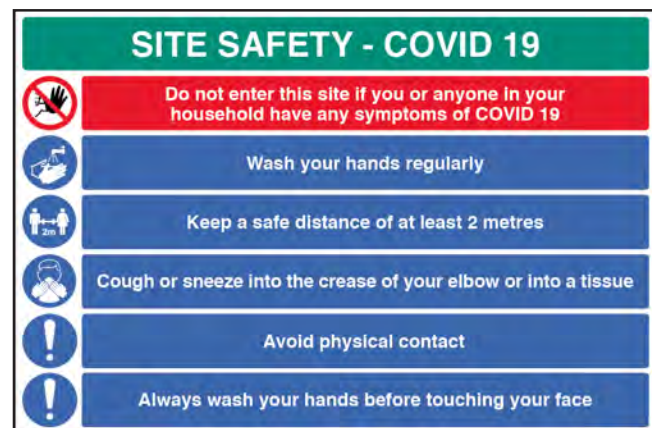 SITE SAFETY - COVID 19
Do not enter this site if you or anyone in your
household have any symptoms of COVID 19
Wash your hands regularly
2m
Keep a safe distance of at least 2 metres
Cough or sneeze into the crease of your elbow or into a tissue
Avoid physical contact
Always wash your hands before touching your face